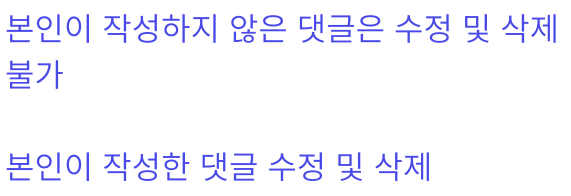 본인이 작성하지 않은 댓글은 수정 및 삭제
불가
본인이 작성한 댓글 수정 및 삭제